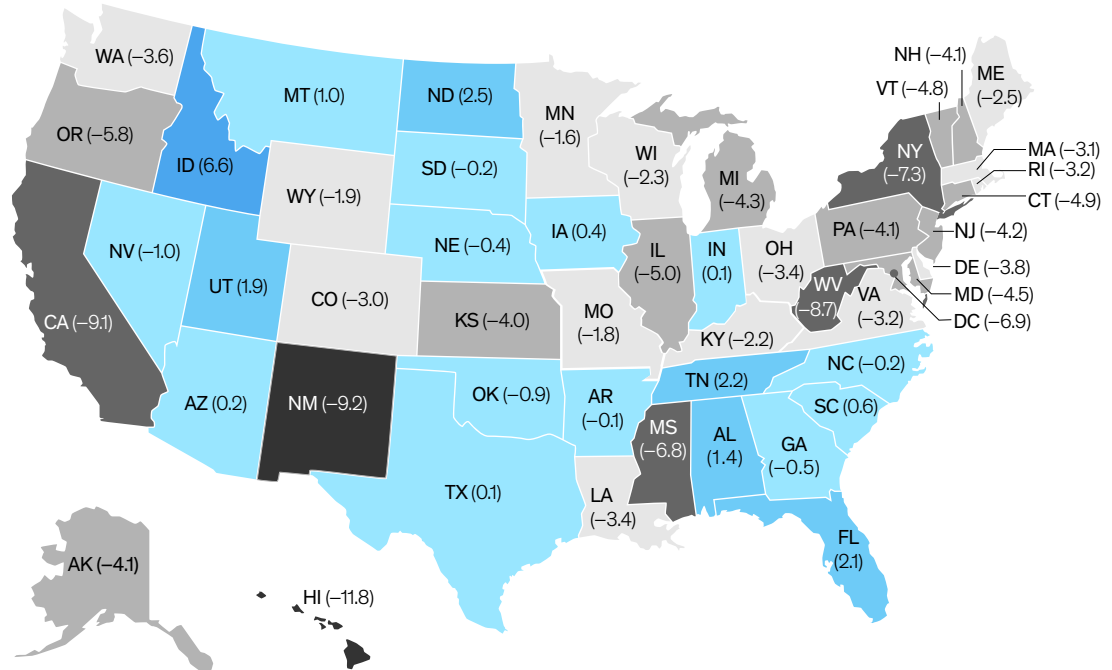 WA (–3.6)
OR (–5.8)
ID (6.6)
MT (1.0)
ND (2.5)
MN
(–1.6)
WI
(–2.3)
MI
(–4.3)
NH (–4.1)
VT (–4.8)
ME
(–2.5)
NY
(–7.3)
MA (–3.1)
RI (–3.2)
CT (–4.9)
SD (–0.2)
WY (–1.9)
NE (–0.4)
IA (0.4)
IL
(–5.0)
IN
(0.1)
OH
(–3.4)
PA (–4.1)
NJ (–4.2)
DE (–3.8)
MD (–4.5)
DC (–6.9)
NV (–1.0)
UT (1.9)
CO (–3.0)
KS (–4.0)
MO
(–1.8)
KY (–2.2)
WV
(–8.7)
VA
(–3.2)
CA (–9.1)
AZ (0.2)
NM (–9.2)
OK (–0.9)
AR
(–0.1)
TN (2.2)
NC (–0.2)
SC (0.6)
MS
(–6.8)
AL
(1.4)
GA
(–0.5)
TX (0.1)
LA
(–3.4)
FL
(2.1)
AK (–4.1)
HI (–11.8)